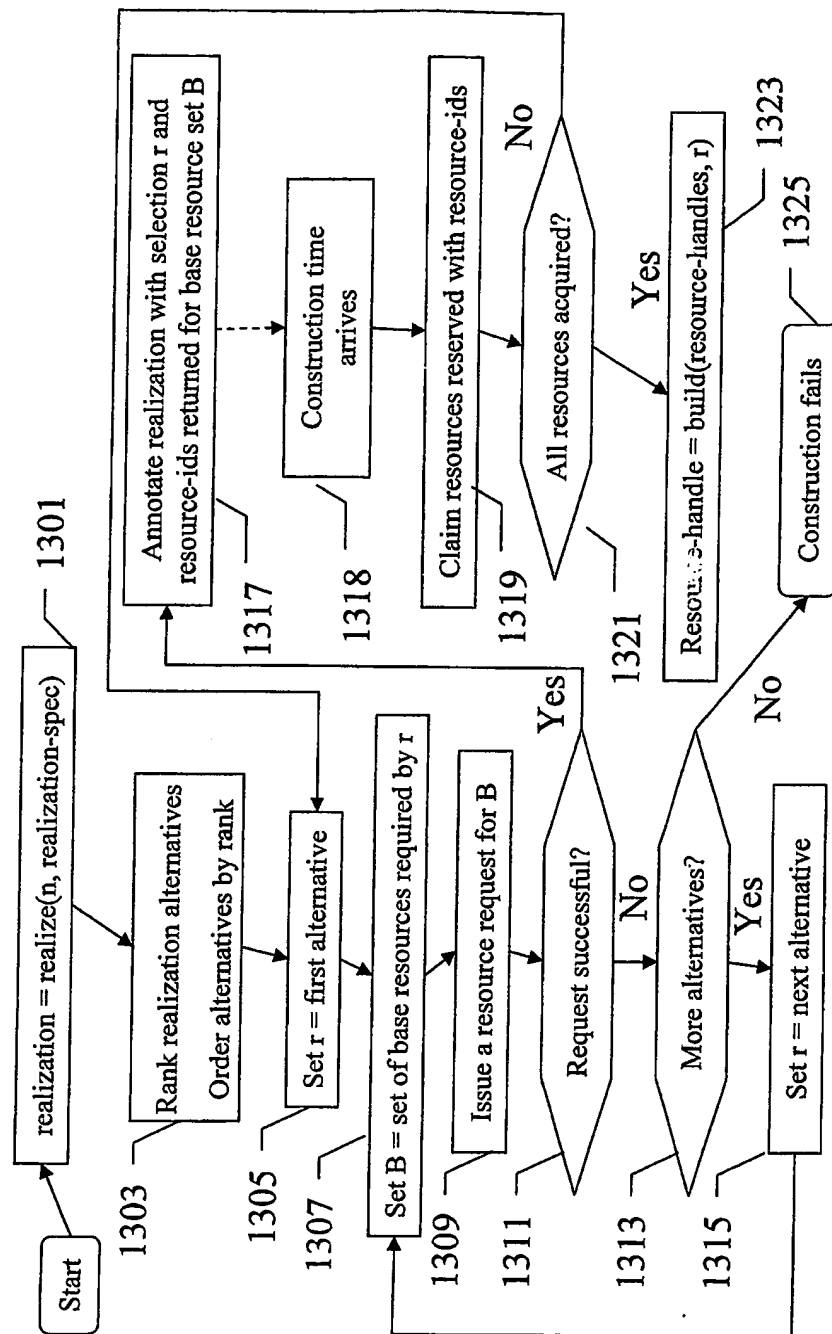 Start
realization = realize(n, realization-spec)
1301
Rank realization alternatives
Order alternatives by rank
1303
Set r = first alternative
1305
Set B = set of base resources required by r
1307
Issue a resource request for B
1309
Request successful?
1311
Yes
No
More alternatives?
1313
Yes
No
Set r = next alternative
1315
Annotate realization with selection r and
resource-ids returned for base resource set B
1317
Construction time
arrives
1318
Claim resources reserved with resource-ids
1319
All resources acquired?
1321
No
Yes
Resource-handle = build(resource-handles, r)
1323
Construction fails
1325